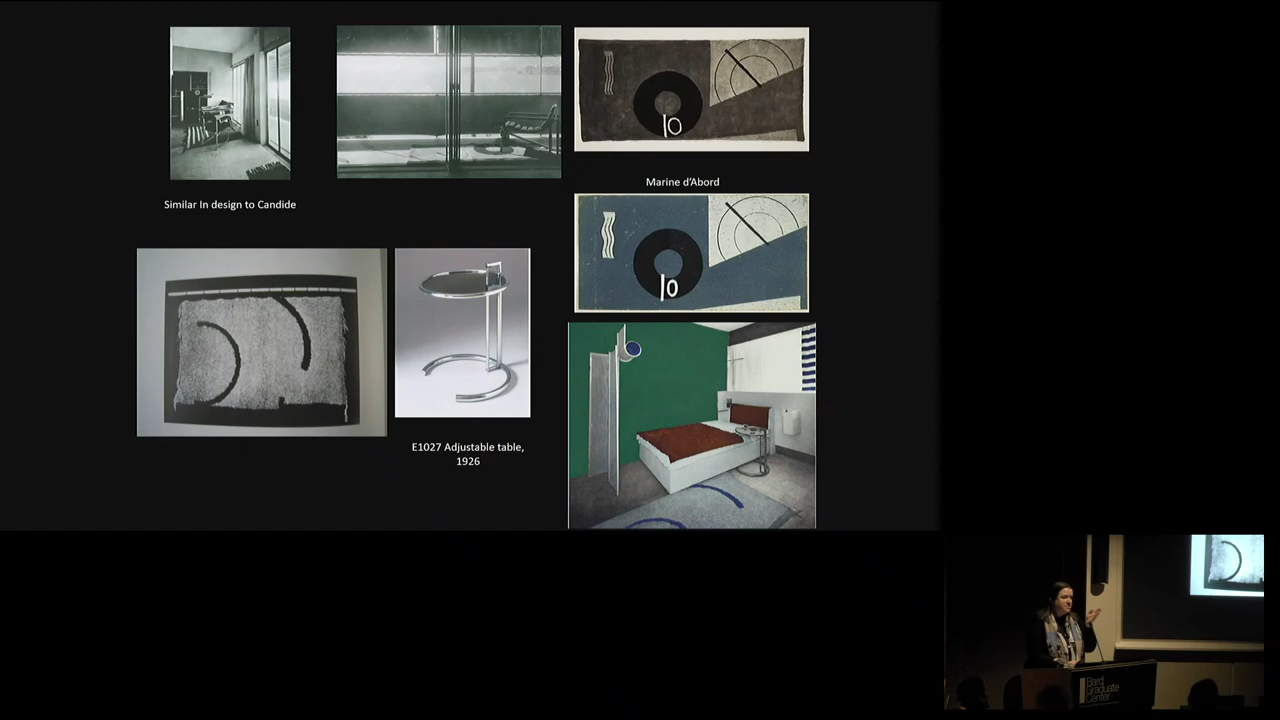 Marine d'Abord
Similar In design to Candide
10
10
E1027 Adjustable table,
1926
Bard
Graduate
Center